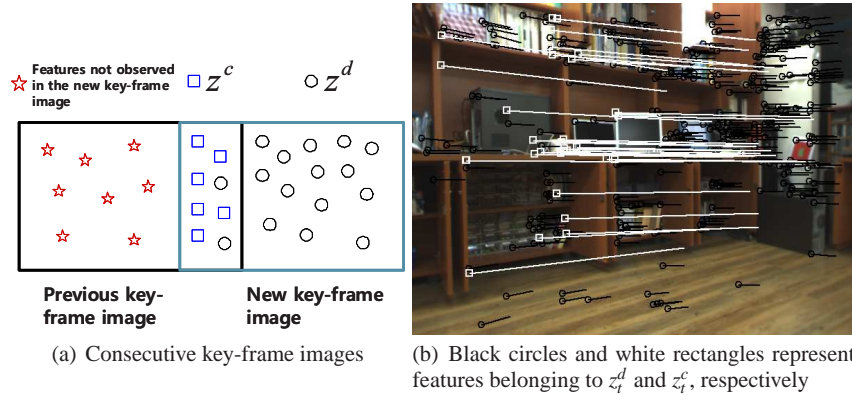 Features not observed
in the new key-frame
image
z^c
z^d
Previous key-
frame image
New key-frame
image
(a) Consecutive key-frame images
(b) Black circles and white rectangles represent
features belonging to z_t^d and z_t^c, respectively